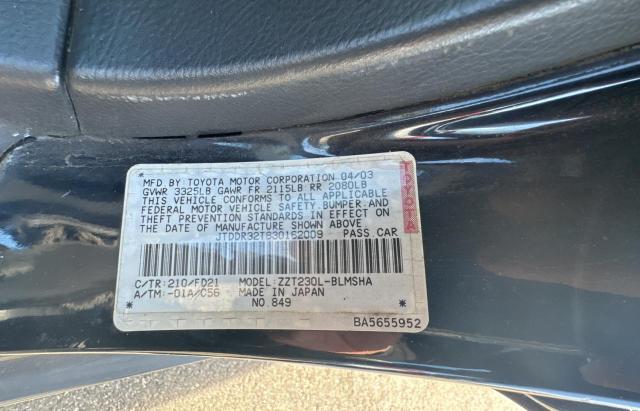 MFD BY TOYOTA MOTOR CORPORATION 04/03
GVWR 3325LB GAWR FR 2115LB RR 2080LB
THIS VEHICLE CONFORMS TO ALL APPLICABLE
FEDERAL MOTOR VEHICLE SAFETY, BUMPER, AND
THEFT PREVENTION STANDARDS IN EFFECT ON
THE DATE OF MANUFACTURE SHOWN ABOVE.
JTDDR32T830152009 PASS.CAR
TOYOTA
C/TR: 210/FD21 MODEL: ZZT230L-BLMSHA
A/TM: -01A/C56 MADE IN JAPAN
NO.849
BA5655952